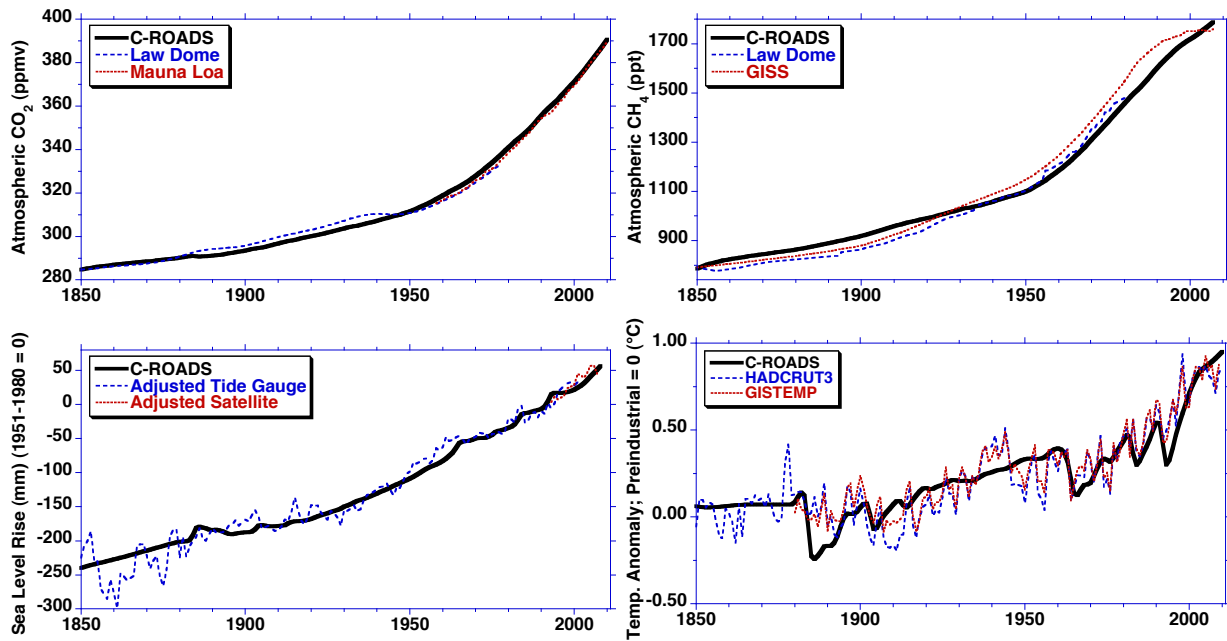 Atmospheric CO2 (ppmv)
400
380
360
340
320
300
280
C-ROADS
Law Dome
Mauna Loa
1850
1900
1950
2000
Atmospheric CH4 (ppt)
1700
1500
1300
1100
900
C-ROADS
Law Dome
GISS
1850
1900
1950
2000
Sea Level Rise (mm) (1951-1980 = 0)
50
0
-50
-100
-150
-200
-250
-300
C-ROADS
Adjusted Tide Gauge
Adjusted Satellite
1850
1900
1950
2000
Temp. Anomaly: Preindustrial = 0 (°C)
1.00
0.50
0.00
-0.50
C-ROADS
HADCRUT3
GISTEMP
1850
1900
1950
2000